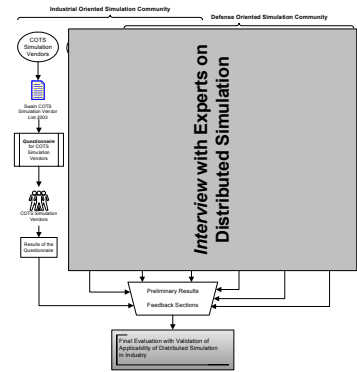 Industrial Oriented Simulation Community
Defense Oriented Simulation Community
COTS
Simulation
Vendors
Swain COTS
Simulation Vendor
List 2003
Questionnaire
for COTS
Simulation
Vendors
COTS Simulation
Vendors
Results of the
Questionnaire
Interview with Experts on
Distributed Simulation
Preliminary Results
Feedback Sections
Final Evaluation with Validation of
Applicability of Distributed Simulation
in Industry